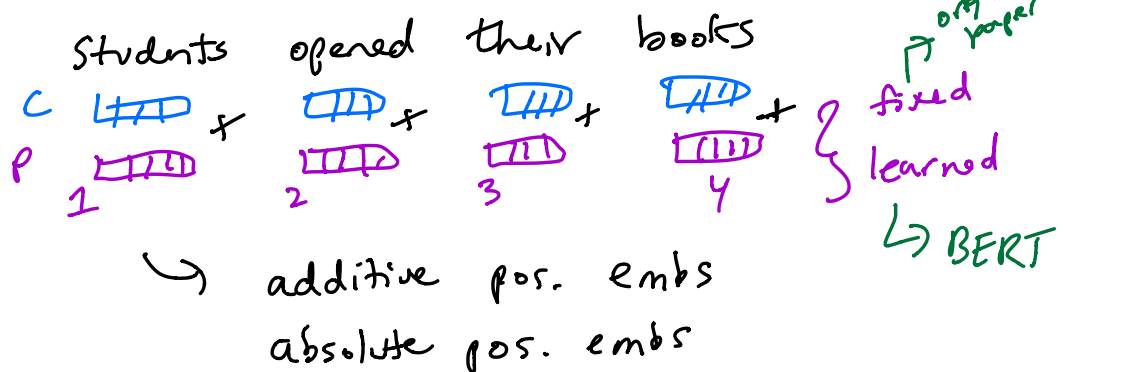 students opened their books
orig paper
C + + + +
fixed
P
learned
1 2 3 4
BERT
additive pos. embs
absolute pos. embs